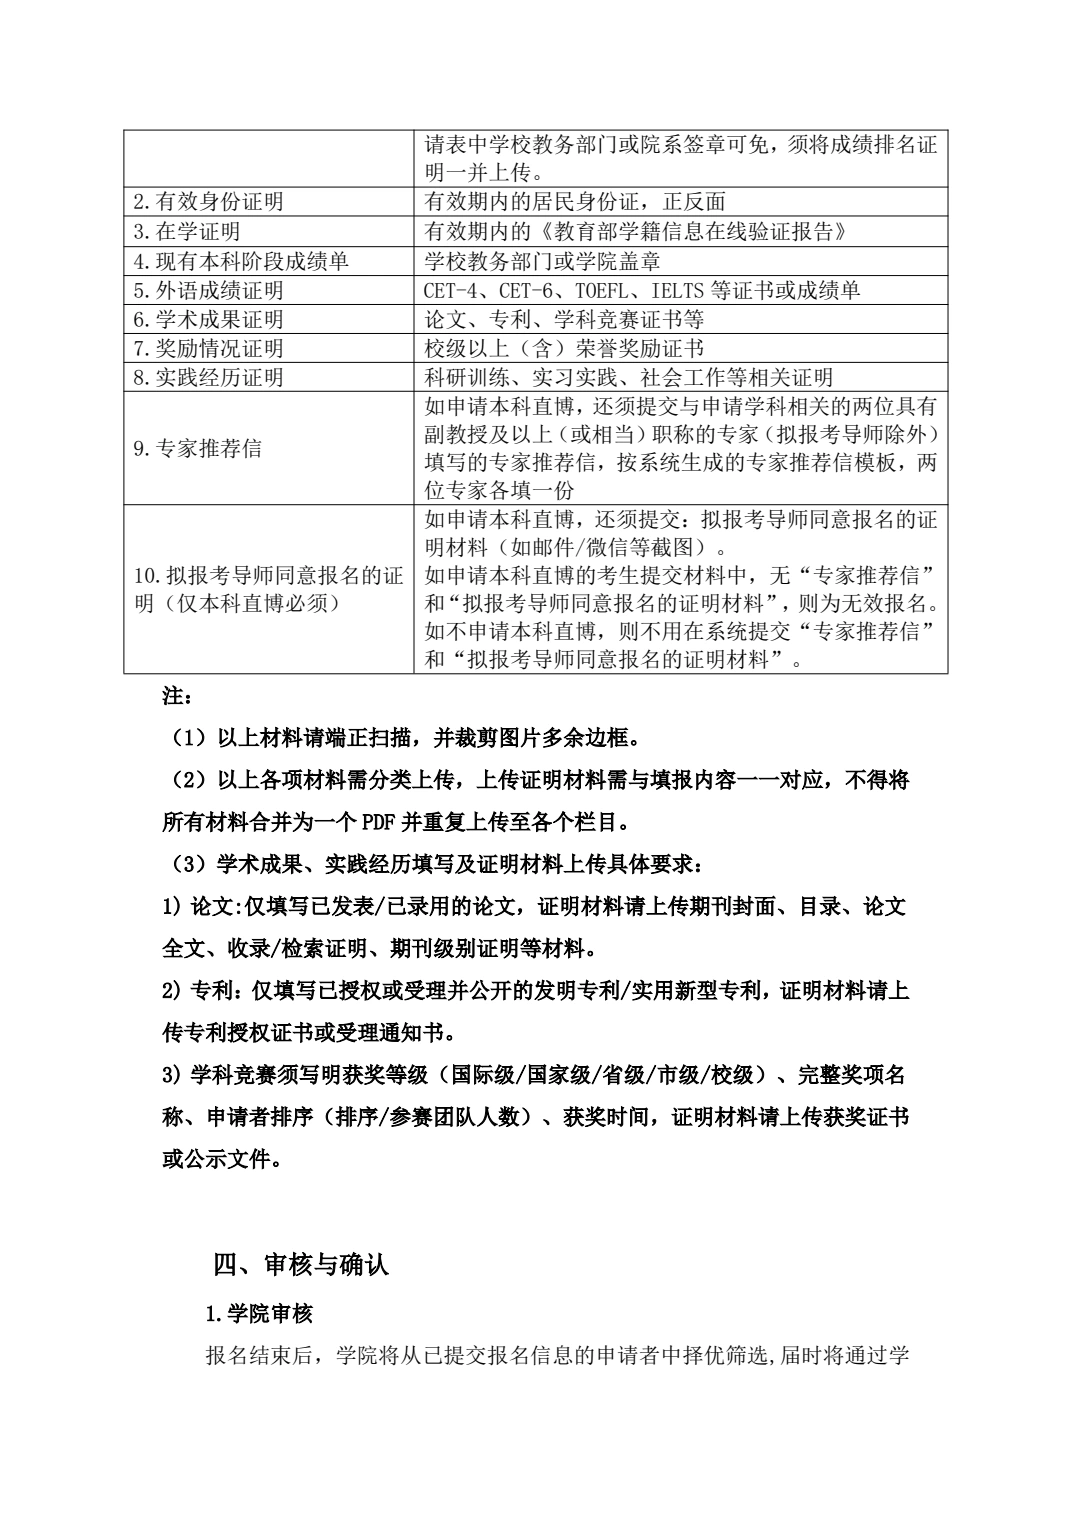 请表中学校教务部门或院系签章可免，须将成绩排名证
明一并上传。
2.有效身份证明
有效期内的居民身份证，正反面
3.在学证明
有效期内的《教育部学籍信息在线验证报告》
4.现有本科阶段成绩单
学校教务部门或学院盖章
5.外语成绩证明
CET-4、CET-6、TOEFL、IELTS 等证书或成绩单
6.学术成果证明
论文、专利、学科竞赛证书等
7.奖励情况证明
校级以上（含）荣誉奖励证书
8.实践经历证明
科研训练、实习实践、社会工作等相关证明
9.专家推荐信
如申请本科直博，还须提交与申请学科相关的两位具有
副教授及以上（或相当）职称的专家（拟报考导师除外）
填写的专家推荐信，按系统生成的专家推荐信模板，两
位专家各填一份
10.拟报考导师同意报名的证
明（仅本科直博必须）
如申请本科直博，还须提交：拟报考导师同意报名的证
明材料（如邮件/微信等截图）。
如申请本科直博的考生提交材料中，无“专家推荐信”
和“拟报考导师同意报名的证明材料”，则为无效报名。
如不申请本科直博，则不用在系统提交“专家推荐信”
和“拟报考导师同意报名的证明材料”。
注：
（1）以上材料请端正扫描，并裁剪图片多余边框。
（2）以上各项材料需分类上传，上传证明材料需与填报内容一一对应，不得将
所有材料合并为一个 PDF 并重复上传至各个栏目。
（3）学术成果、实践经历填写及证明材料上传具体要求：
1) 论文:仅填写已发表/已录用的论文，证明材料请上传期刊封面、目录、论文
全文、收录/检索证明、期刊级别证明等材料。
2) 专利：仅填写已授权或受理并公开的发明专利/实用新型专利，证明材料请上
传专利授权证书或受理通知书。
3) 学科竞赛须写明获奖等级（国际级/国家级/省级/市级/校级）、完整奖项名
称、申请者排序（排序/参赛团队人数）、获奖时间，证明材料请上传获奖证书
或公示文件。
四、审核与确认
1.学院审核
报名结束后，学院将从已提交报名信息的申请者中择优筛选,届时将通过学